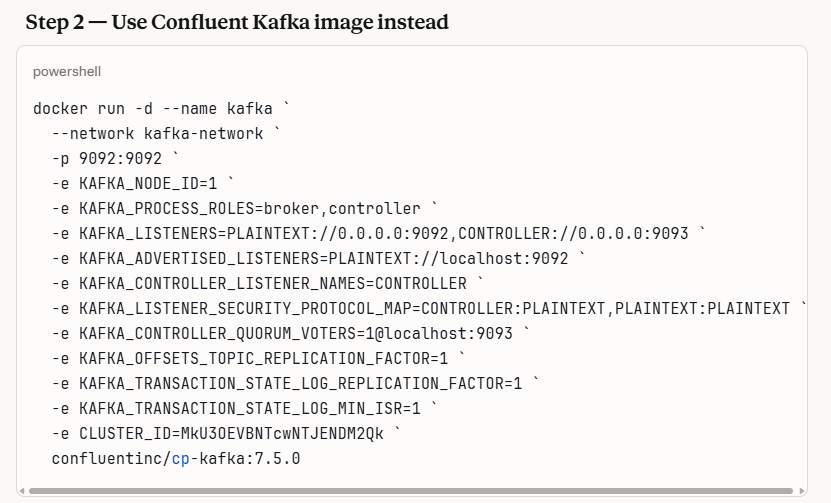 Step 2 — Use Confluent Kafka image instead
powershell
docker run -d --name kafka `
--network kafka-network `
-p 9092:9092 `
-e KAFKA_NODE_ID=1 `
-e KAFKA_PROCESS_ROLES=broker,controller `
-e KAFKA_LISTENERS=PLAINTEXT://0.0.0.0:9092,CONTROLLER://0.0.0.0:9093 `
-e KAFKA_ADVERTISED_LISTENERS=PLAINTEXT://localhost:9092 `
-e KAFKA_CONTROLLER_LISTENER_NAMES=CONTROLLER `
-e KAFKA_LISTENER_SECURITY_PROTOCOL_MAP=CONTROLLER:PLAINTEXT,PLAINTEXT:PLAINTEXT `
-e KAFKA_CONTROLLER_QUORUM_VOTERS=1@localhost:9093 `
-e KAFKA_OFFSETS_TOPIC_REPLICATION_FACTOR=1 `
-e KAFKA_TRANSACTION_STATE_LOG_REPLICATION_FACTOR=1 `
-e KAFKA_TRANSACTION_STATE_LOG_MIN_ISR=1 `
-e CLUSTER_ID=MkU3OEVBNTcwNTJENDM2Qk `
confluentinc/cp-kafka:7.5.0